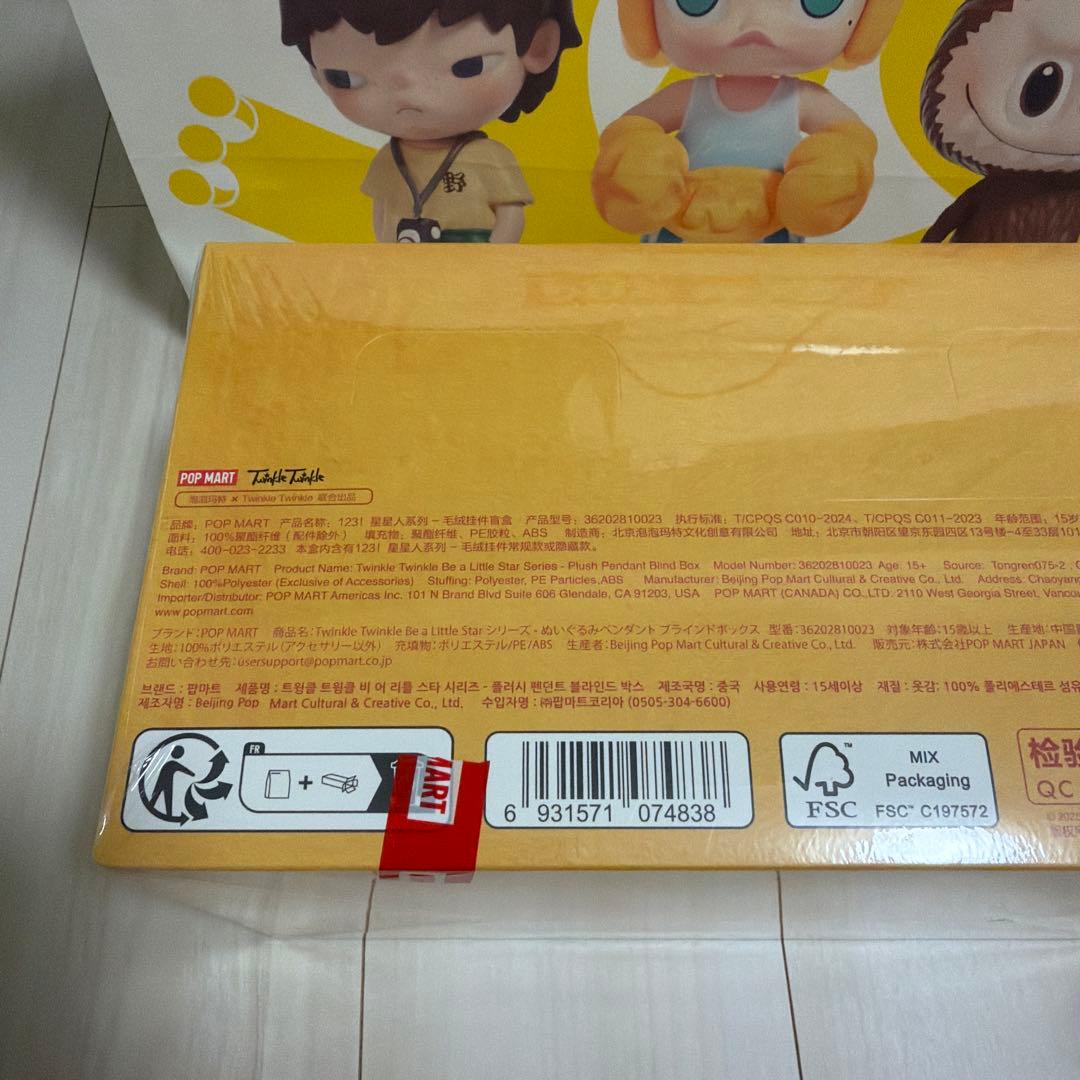 野
POP MART Twinkle Twinkle
泡泡玛特 × Twinkle Twinkle 联合出品
品牌：POP MART 产品名称：123！星星人系列－毛绒挂件盲盒 产品型号：36202810023 执行标准：T/CPQS C010-2024、T/CPQS C011-2023 年龄范围：15岁
面料：100%聚酯纤维（配件除外） 填充物：聚酯纤维、PE胶粒、ABS 制造商：北京泡泡玛特文化创意有限公司 地址：北京市朝阳区望京东园四区13号楼-4至33层101
电话：400-023-2233 本盒内含有123！星星人系列－毛绒挂件常规款或隐藏款。
Brand: POP MART Product Name: Twinkle Twinkle Be a Little Star Series - Plush Pendant Blind Box Model Number: 36202810023 Age: 15+ Source: Tongren075-2
Shell: 100%Polyester (Exclusive of Accessories) Stuffing: Polyester, PE Particles,ABS Manufacturer: Beijing Pop Mart Cultural & Creative Co., Ltd. Address: Chaoyang
Importer/Distributor: POP MART Americas Inc. 101 N Brand Blvd Suite 606 Glendale, CA 91203, USA POP MART (CANADA) CO.,LTD: 2110 West Georgia Street, Vancou
www.popmart.com
ブランド：POP MART 商品名：Twinkle Twinkle Be a Little Star シリーズ - ぬいぐるみペンダント ブラインドボックス 型番：36202810023 対象年齢：15歳以上 生産地：中国
生地：100%ポリエステル（アクセサリー以外） 充填物：ポリエステル/PE/ABS 生産者：Beijing Pop Mart Cultural & Creative Co., Ltd. 販売元：株式会社POP MART JAPAN
お問い合わせ先：usersupport@popmart.co.jp
브랜드 : 팝마트 제품명 : 트윙클 트윙클 비 어 리틀 스타 시리즈 - 플러시 펜던트 블라인드 박스 제조국명 : 중국 사용연령 : 15세이상 재질 : 옷감: 100% 폴리에스테르 섬유
제조자명 : Beijing Pop Mart Cultural & Creative Co., Ltd. 수입자명 : ㈜팝마트코리아 (0505-304-6600)
FR
+
MART
6 931571 074838
FSC™
MIX
Packaging
FSC™ C197572
检验
QC
© 2025